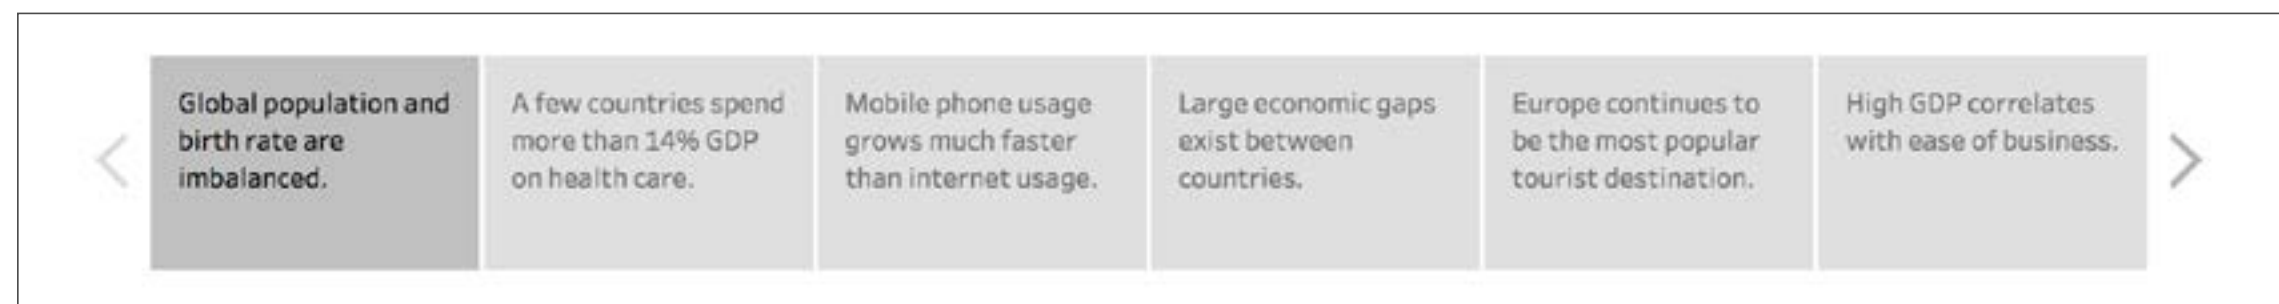 Global population and
birth rate are
imbalanced.
A few countries spend
more than 14% GDP
on health care.
Mobile phone usage
grows much faster
than internet usage.
Large economic gaps
exist between
countries.
Europe continues to
be the most popular
tourist destination.
High GDP correlates
with ease of business.